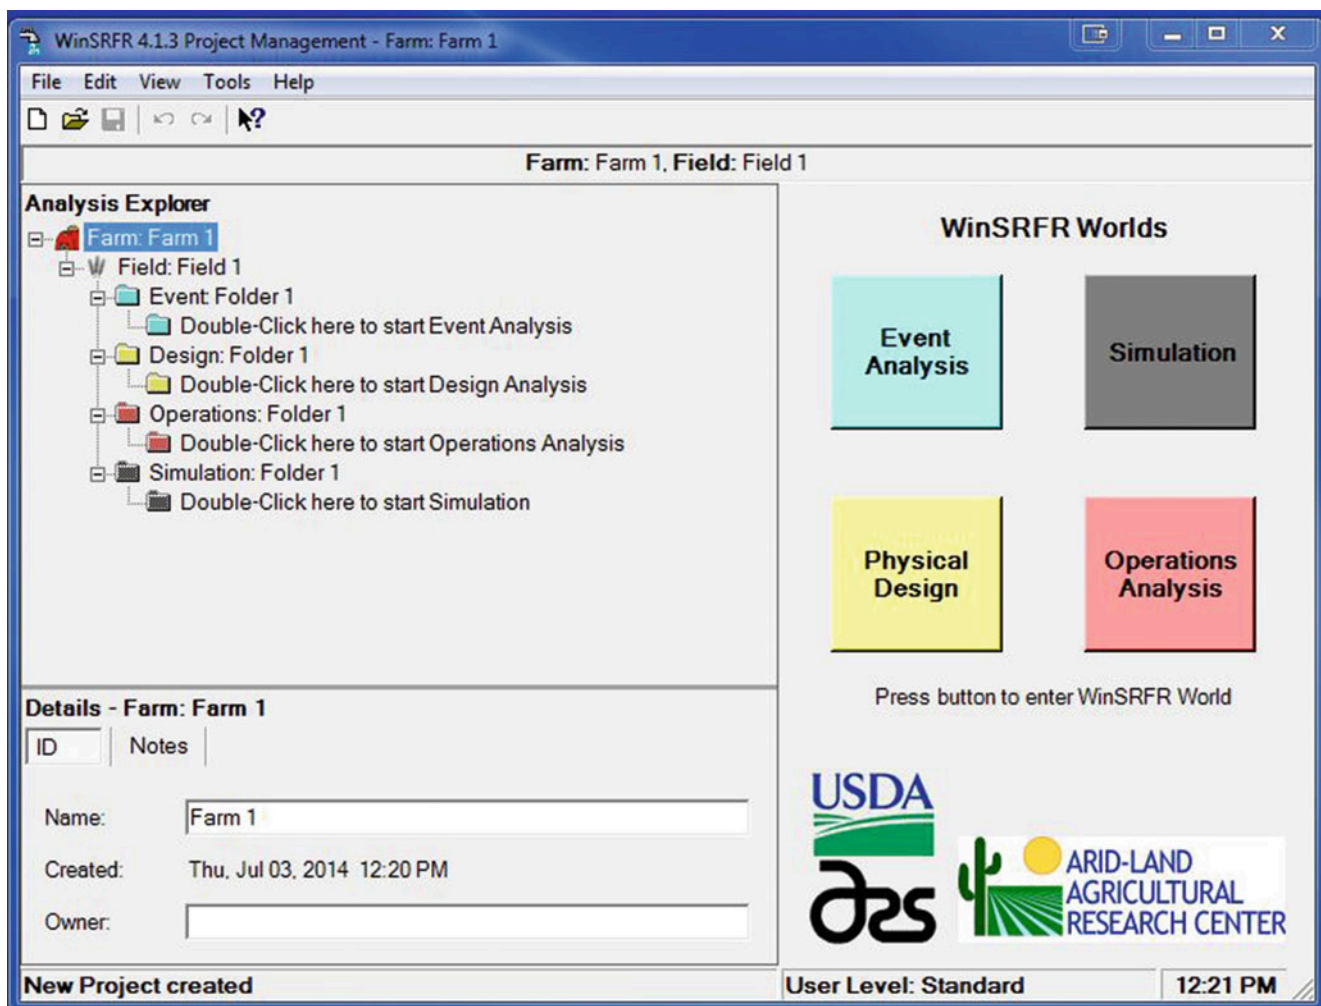 WinSRFR 4.1.3 Project Management - Farm: Farm 1
File Edit View Tools Help
Farm: Farm 1, Field: Field 1
Analysis Explorer
Farm: Farm 1
Field: Field 1
Event: Folder 1
Double-Click here to start Event Analysis
Design: Folder 1
Double-Click here to start Design Analysis
Operations: Folder 1
Double-Click here to start Operations Analysis
Simulation: Folder 1
Double-Click here to start Simulation
WinSRFR Worlds
Event
Analysis
Simulation
Physical
Design
Operations
Analysis
Press button to enter WinSRFR World
Details - Farm: Farm 1
ID Notes
Name: Farm 1
Created: Thu, Jul 03, 2014 12:20 PM
Owner:
USDA
ars
ARID-LAND
AGRICULTURAL
RESEARCH CENTER
New Project created
User Level: Standard
12:21 PM